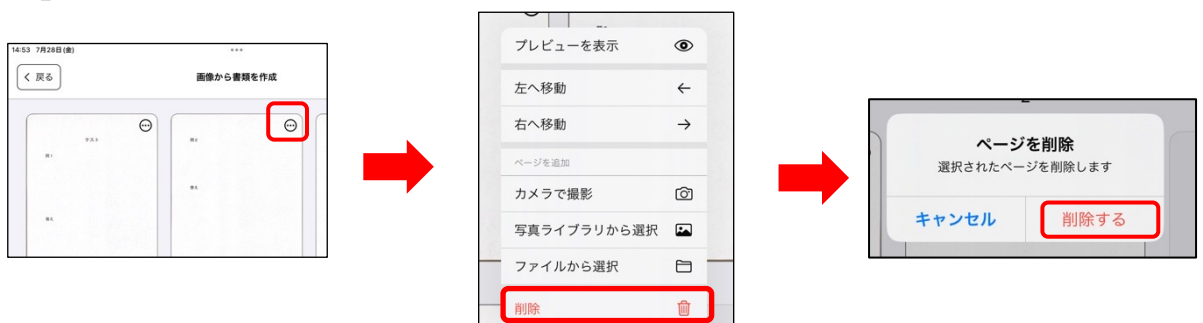 14:53 7月28日(金)
戻る
画像から書類を作成
テスト
プレビューを表示
左へ移動
右へ移動
ページを追加
カメラで撮影
写真ライブラリから選択
ファイルから選択
削除
ページを削除
選択されたページを削除します
キャンセル
削除する